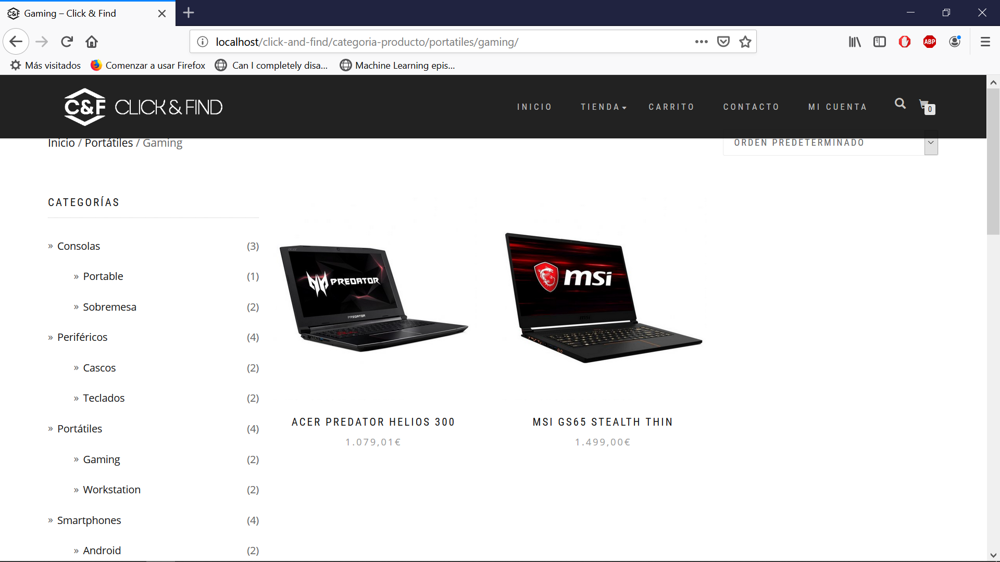 C&F Gaming – Click & Find
localhost/click-and-find/categoria-producto/portatiles/gaming/
ABP
Más visitados Comenzar a usar Firefox Can I completely disa... Machine Learning epis...
C&F CLICK & FIND INICIO TIENDA CARRITO CONTACTO MI CUENTA 0
Inicio / Portátiles / Gaming ORDEN PREDETERMINADO
CATEGORÍAS
» Consolas (3)
» Portable (1)
» Sobremesa (2)
» Periféricos (4)
» Cascos (2)
» Teclados (2)
» Portátiles (4)
» Gaming (2)
» Workstation (2)
» Smartphones (4)
» Android (2)
acer
PREDATOR
PREDATOR
msi
msi
ACER PREDATOR HELIOS 300
1.079,01€
MSI GS65 STEALTH THIN
1.499,00€